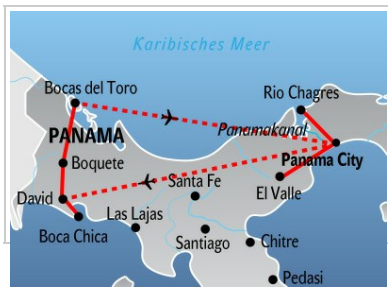 Karibisches Meer
Bocas del Toro
Rio Chagres
PANAMA
Panamakanal
Panama City
Boquete
Santa Fe
El Valle
David
Las Lajas
Boca Chica
Santiago
Chitre
Pedasi